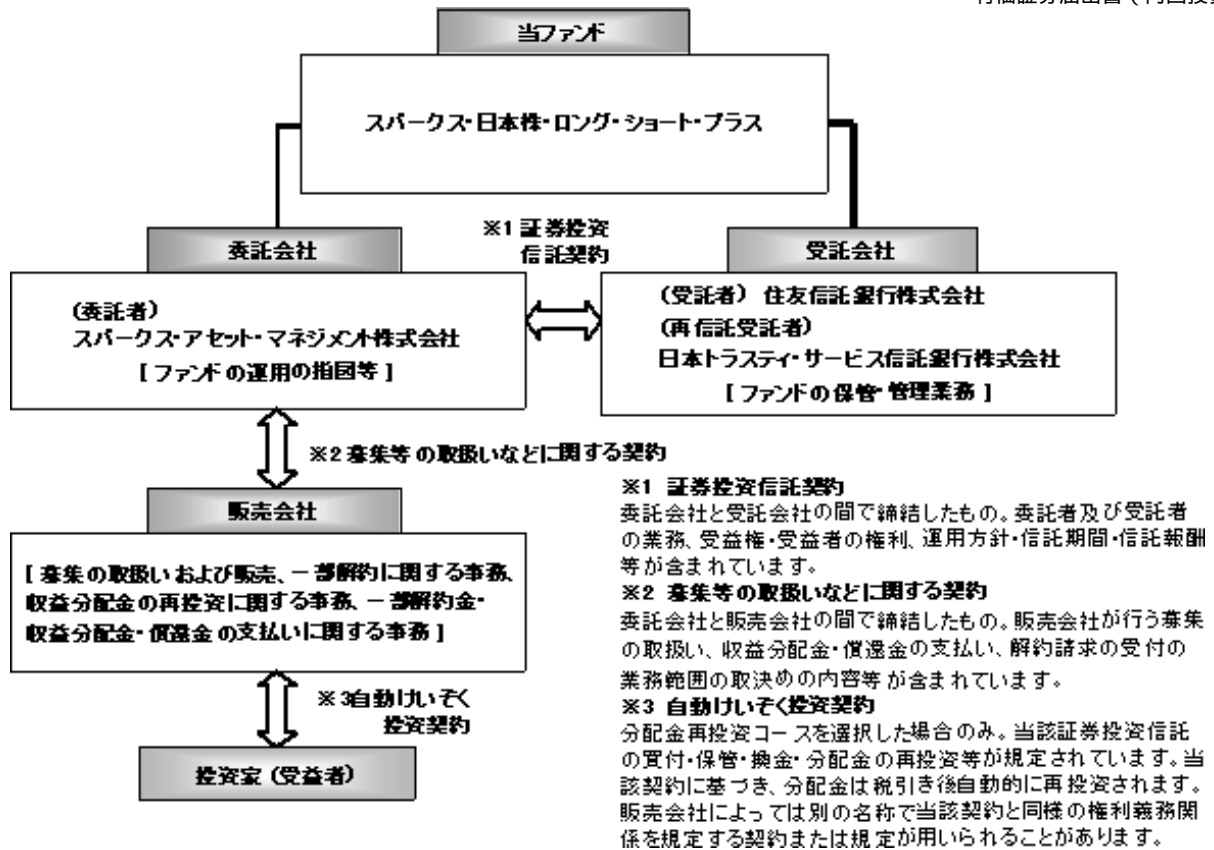 当ファンド
スパークス・日本株・ロング・ショート・プラス
※1 証券投資
信託契約
委託会社
(委託者)
スパークス・アセット・マネジメント株式会社
[ ファンドの運用の指図等 ]
受託会社
(受託者) 住友信託銀行株式会社
(再信託受託者)
日本トラスティ・サービス信託銀行株式会社
[ ファンドの保管・管理業務 ]
※2 募集等の取扱いなどに関する契約
販売会社
[ 募集の取扱いおよび販売、一部解約に関する事務、
収益分配金の再投資に関する事務、一部解約金・
収益分配金・償還金の支払いに関する事務 ]
※3自動けいぞく
投資契約
投資家 (受益者)
※1 証券投資信託契約
委託会社と受託会社の間で締結したもの。委託者及び受託者
の業務、受益権・受益者の権利、運用方針・信託期間・信託報酬
等が含まれています。
※2 募集等の取扱いなどに関する契約
委託会社と販売会社の間で締結したもの。販売会社が行う募集
の取扱い、収益分配金・償還金の支払い、解約請求の受付の
業務範囲の取決めの内容等が含まれています。
※3 自動けいぞく投資契約
分配金再投資コースを選択した場合のみ。当該証券投資信託
の買付・保管・換金・分配金の再投資等が規定されています。当
該契約に基づき、分配金は税引き後自動的に再投資されます。
販売会社によっては別の名称で当該契約と同様の権利義務関
係を規定する契約または規定が用いられることがあります。